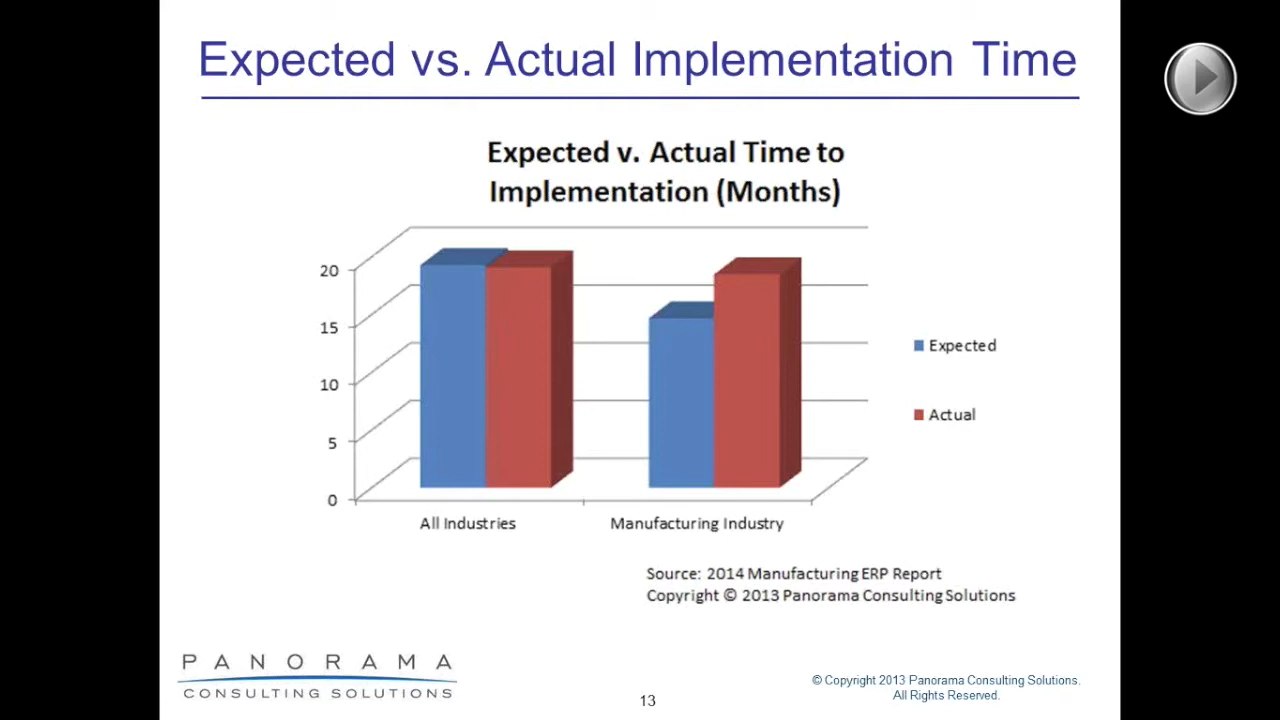 Expected vs. Actual Implementation Time
Expected v. Actual Time to
Implementation (Months)
20
15
10
5
0
Expected
Actual
All Industries
Manufacturing Industry
Source: 2014 Manufacturing ERP Report
Copyright © 2013 Panorama Consulting Solutions
PANORAMA
CONSULTING SOLUTIONS
13
© Copyright 2013 Panorama Consulting Solutions.
All Rights Reserved.